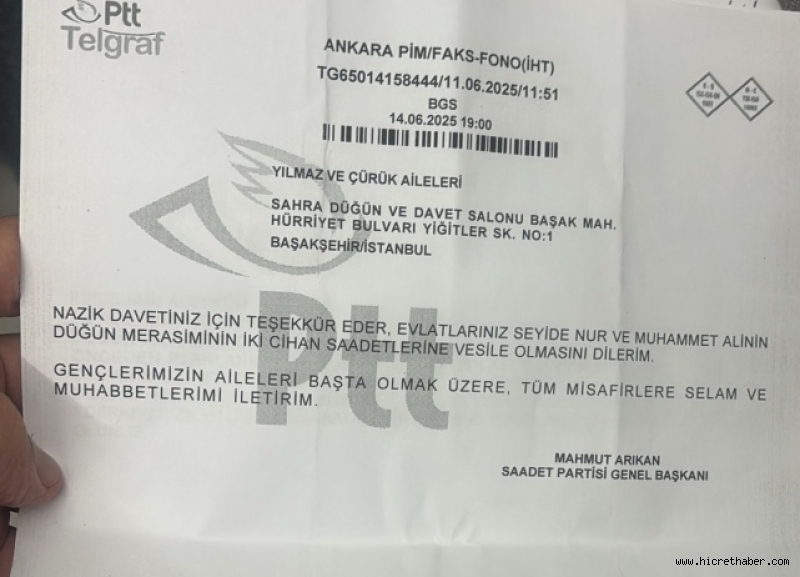 Ptt
Telgraf
ANKARA PİM/FAKS-FONO(İHT)
TG65014158444/11.06.2025/11:51
BGS
14.06.2025 19:00
YILMAZ VE ÇÜRÜK AİLELERİ
SAHRA DÜĞÜN VE DAVET SALONU BAŞAK MAH.
HÜRRİYET BULVARI YİĞİTLER SK. NO:1
BAŞAKŞEHİR/İSTANBUL
Ptt
NAZİK DAVETİNİZ İÇİN TEŞEKKÜR EDER, EVLATLARINIZ SEYİDE NUR VE MUHAMMET ALİNİN
DÜĞÜN MERASİMİNİN İKİ CİHAN SAADETLERİNE VESİLE OLMASINI DİLERİM.
GENÇLERİMİZİN AİLELERİ BAŞTA OLMAK ÜZERE, TÜM MİSAFİRLERE SELAM VE
MUHABBETLERİMİ İLETİRİM.
MAHMUT ARIKAN
SAADET PARTİSİ GENEL BAŞKANI
www.hicrethaber.com